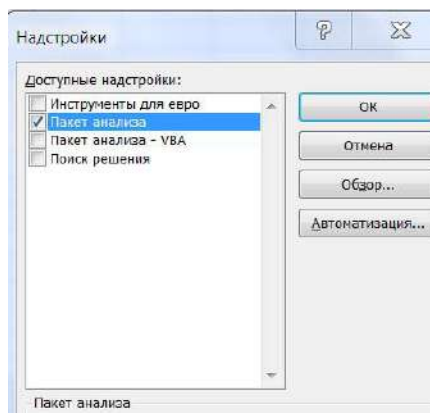 Надстройки
Доступные надстройки:
Инструменты для евро
Пакет анализа
Пакет анализа - VBA
Поиск решения
ОК
Отмена
Обзор...
Автоматизация...
Пакет анализа